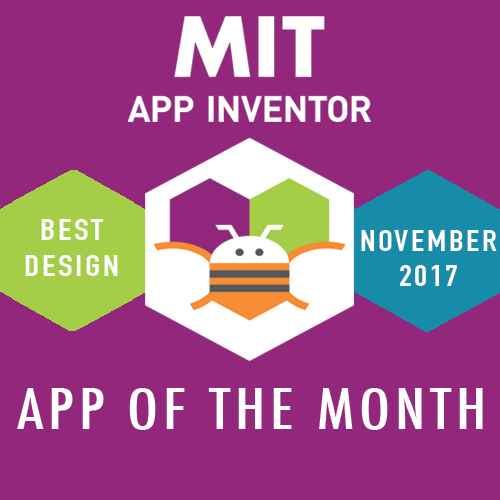 MIT
APP INVENTOR
BEST
DESIGN
NOVEMBER
2017
APP OF THE MONTH